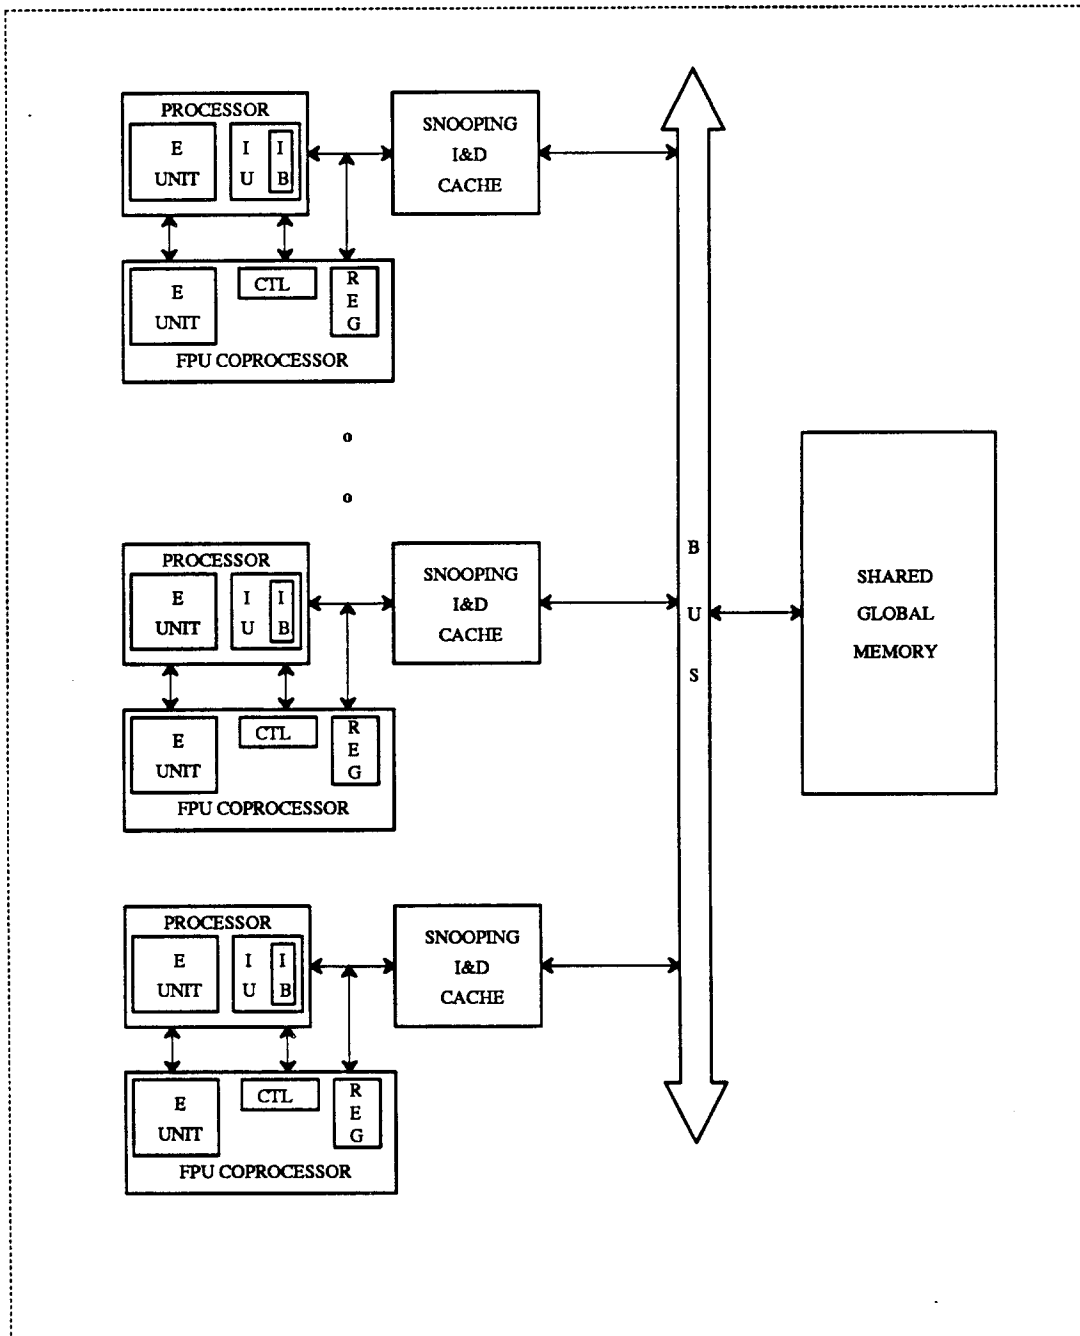 PROCESSOR
E
UNIT
I
U
I
B
SNOOPING
I&D
CACHE
E
UNIT
CTL
R
E
G
FPU COPROCESSOR
o
o
PROCESSOR
E
UNIT
I
U
I
B
SNOOPING
I&D
CACHE
E
UNIT
CTL
R
E
G
FPU COPROCESSOR
B
U
S
SHARED
GLOBAL
MEMORY
PROCESSOR
E
UNIT
I
U
I
B
SNOOPING
I&D
CACHE
E
UNIT
CTL
R
E
G
FPU COPROCESSOR